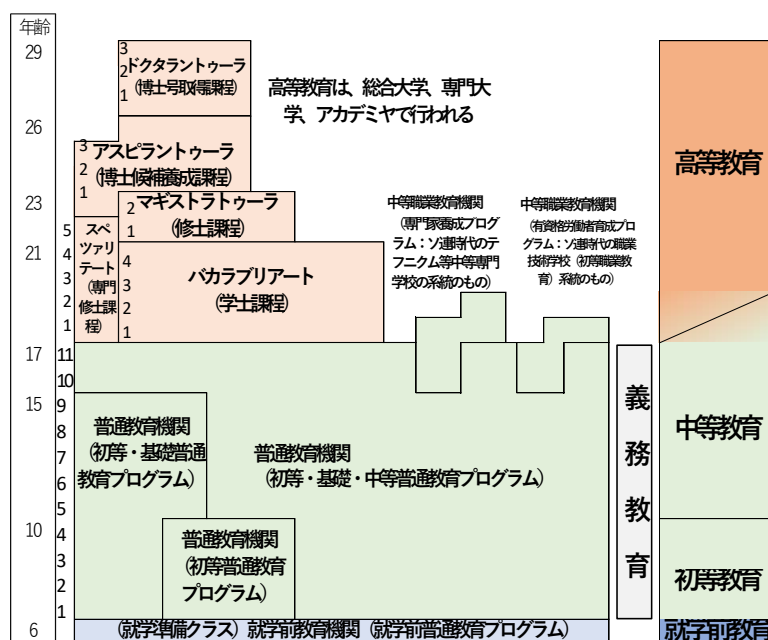 年齢
29
26
23
21
17
15
10
6
3
2
1
ドクタラントゥーラ
(博士号取得課程)
高等教育は、総合大学、専門大
学、アカデミヤで行われる
3
2
1
アスピラントゥーラ
(博士候補養成課程)
2
1
マギストラトゥーラ
(修士課程)
5
4
3
2
1
スペ
ツァリ
テート
(専門
修士課
程)
4
3
2
1
バカラブリアート
(学士課程)
中等職業教育機関
(専門家養成プログ
ラム:ソ連時代のテ
フニクム等中等専門
学校の系統のもの)
中等職業教育機関
(有資格労働者育成プロ
グラム:ソ連時代の職業
技術学校(初等職業教
育)系統のもの)
11
10
9
8
7
6
5
4
3
2
1
普通教育機関
(初等・基礎普通
教育プログラム)
普通教育機関
(初等・基礎・中等普通教育プログラム)
普通教育機関
(初等普通教育
プログラム)
(就学準備クラス)就学前教育機関(就学前普通教育プログラム)
義務教育
高等教育
中等教育
初等教育
就学前教育